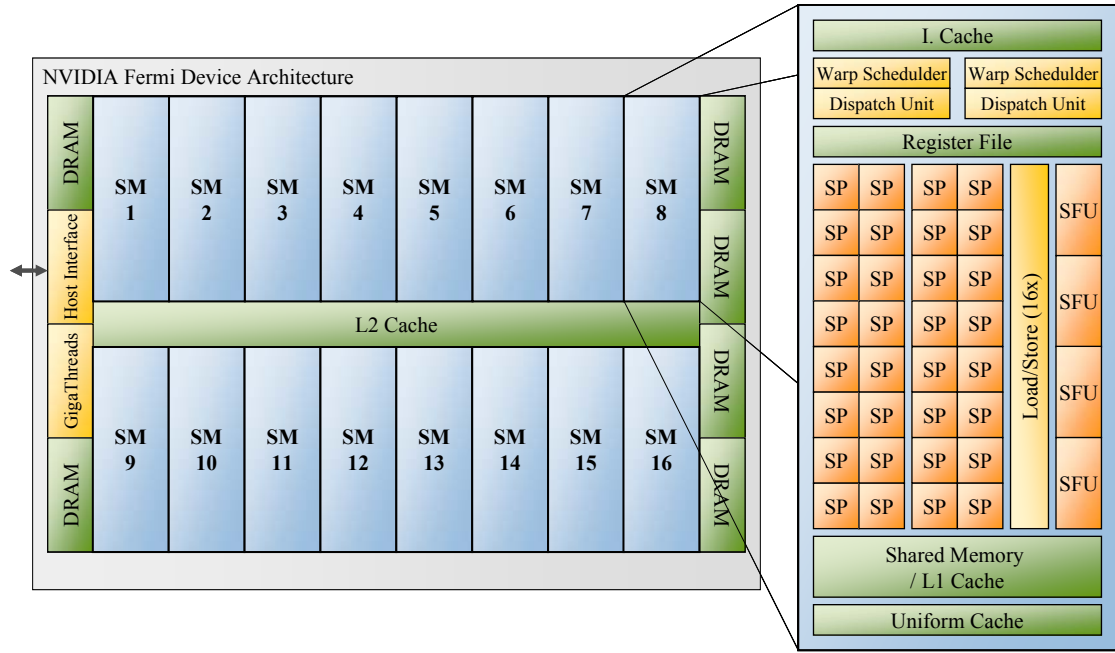 NVIDIA Fermi Device Architecture
DRAM
Host Interface
GigaThreads
DRAM
SM
1
SM
2
SM
3
SM
4
SM
5
SM
6
SM
7
SM
8
L2 Cache
SM
9
SM
10
SM
11
SM
12
SM
13
SM
14
SM
15
SM
16
DRAM
DRAM
DRAM
DRAM
I. Cache
Warp Schedulder
Dispatch Unit
Warp Schedulder
Dispatch Unit
Register File
SP SP SP SP
SP SP SP SP
SP SP SP SP
SP SP SP SP
SP SP SP SP
SP SP SP SP
SP SP SP SP
SP SP SP SP
Load/Store (16x)
SFU
SFU
SFU
SFU
Shared Memory
/ L1 Cache
Uniform Cache